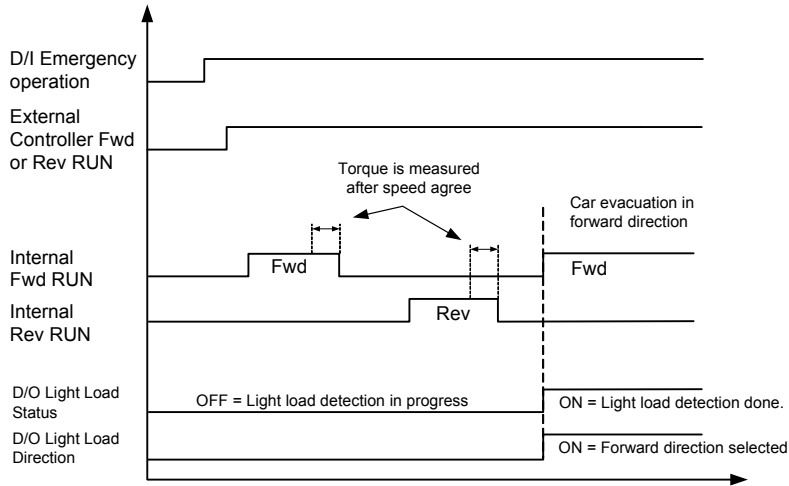 D/I Emergency
operation
External
Controller Fwd
or Rev RUN
Torque is measured
after speed agree
Car evacuation in
forward direction
Internal
Fwd RUN
Fwd
Fwd
Internal
Rev RUN
Rev
D/O Light Load
Status
OFF = Light load detection in progress
ON = Light load detection done.
D/O Light Load
Direction
ON = Forward direction selected